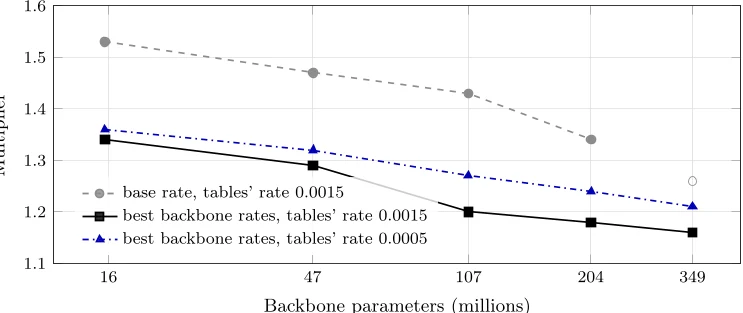 1.6
1.5
1.4
1.3
1.2
1.1
Multiplier
base rate, tables’ rate 0.0015
best backbone rates, tables’ rate 0.0015
best backbone rates, tables’ rate 0.0005
16 47 107 204 349
Backbone parameters (millions)